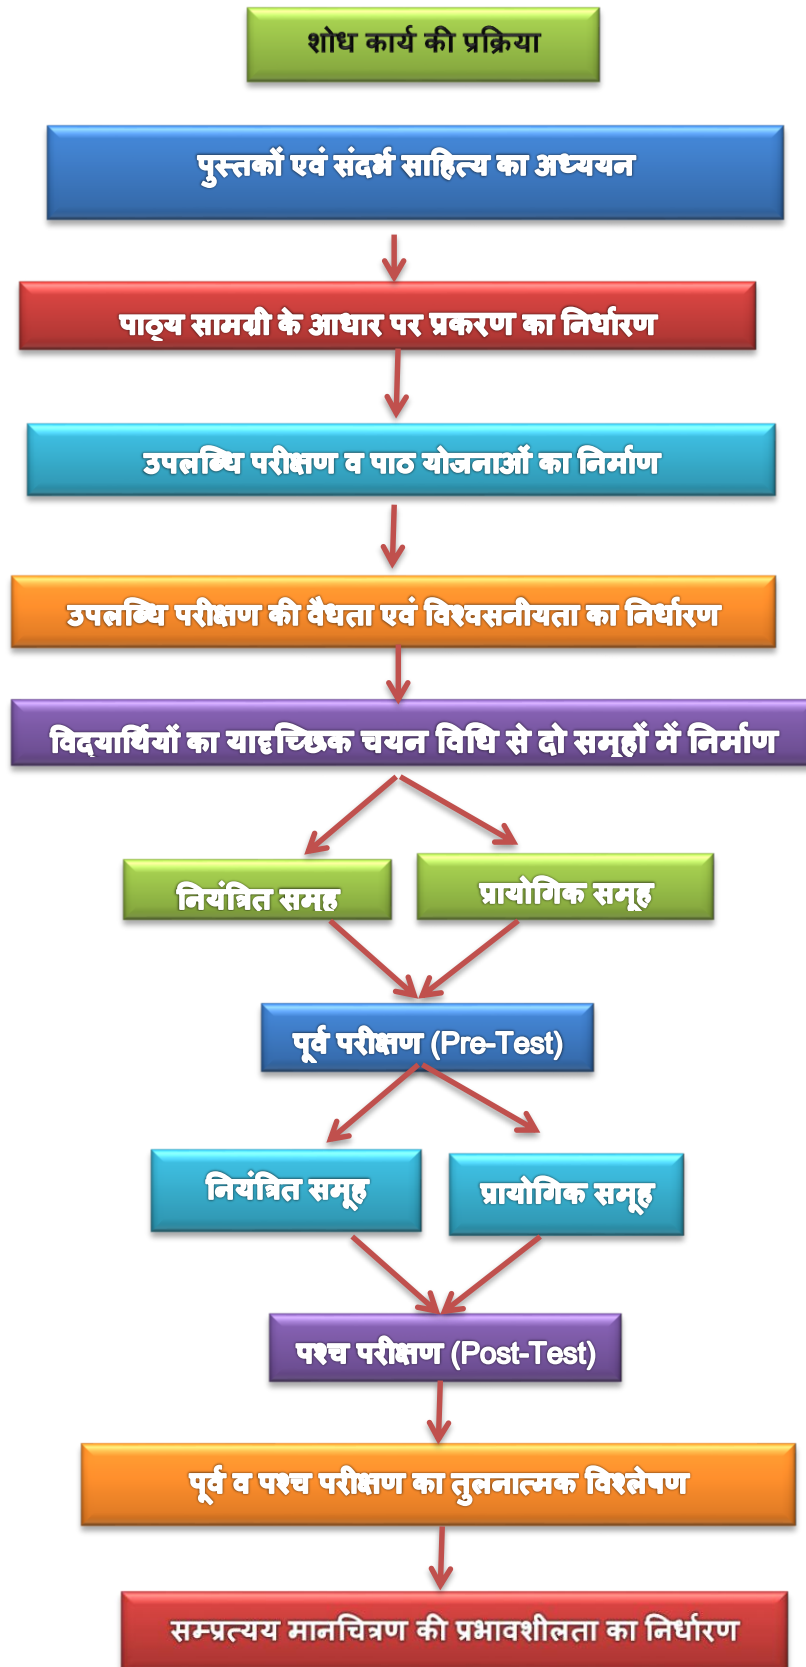 शोध कार्य की प्रक्रिया
पुस्तकों एवं संदर्भ साहित्य का अध्ययन
पाठ्य सामग्री के आधार पर प्रकरण का निर्धारण
उपलब्धि परीक्षण व पाठ योजनाओं का निर्माण
उपलब्धि परीक्षण की वैधता एवं विश्वसनीयता का निर्धारण
विद्यार्थियों का यादृच्छिक चयन विधि से दो समूहों में निर्माण
नियंत्रित समूह
प्रायोगिक समूह
पूर्व परीक्षण (Pre-Test)
नियंत्रित समूह
प्रायोगिक समूह
पश्च परीक्षण (Post-Test)
पूर्व व पश्च परीक्षण का तुलनात्मक विश्लेषण
सम्प्रत्यय मानचित्रण की प्रभावशीलता का निर्धारण